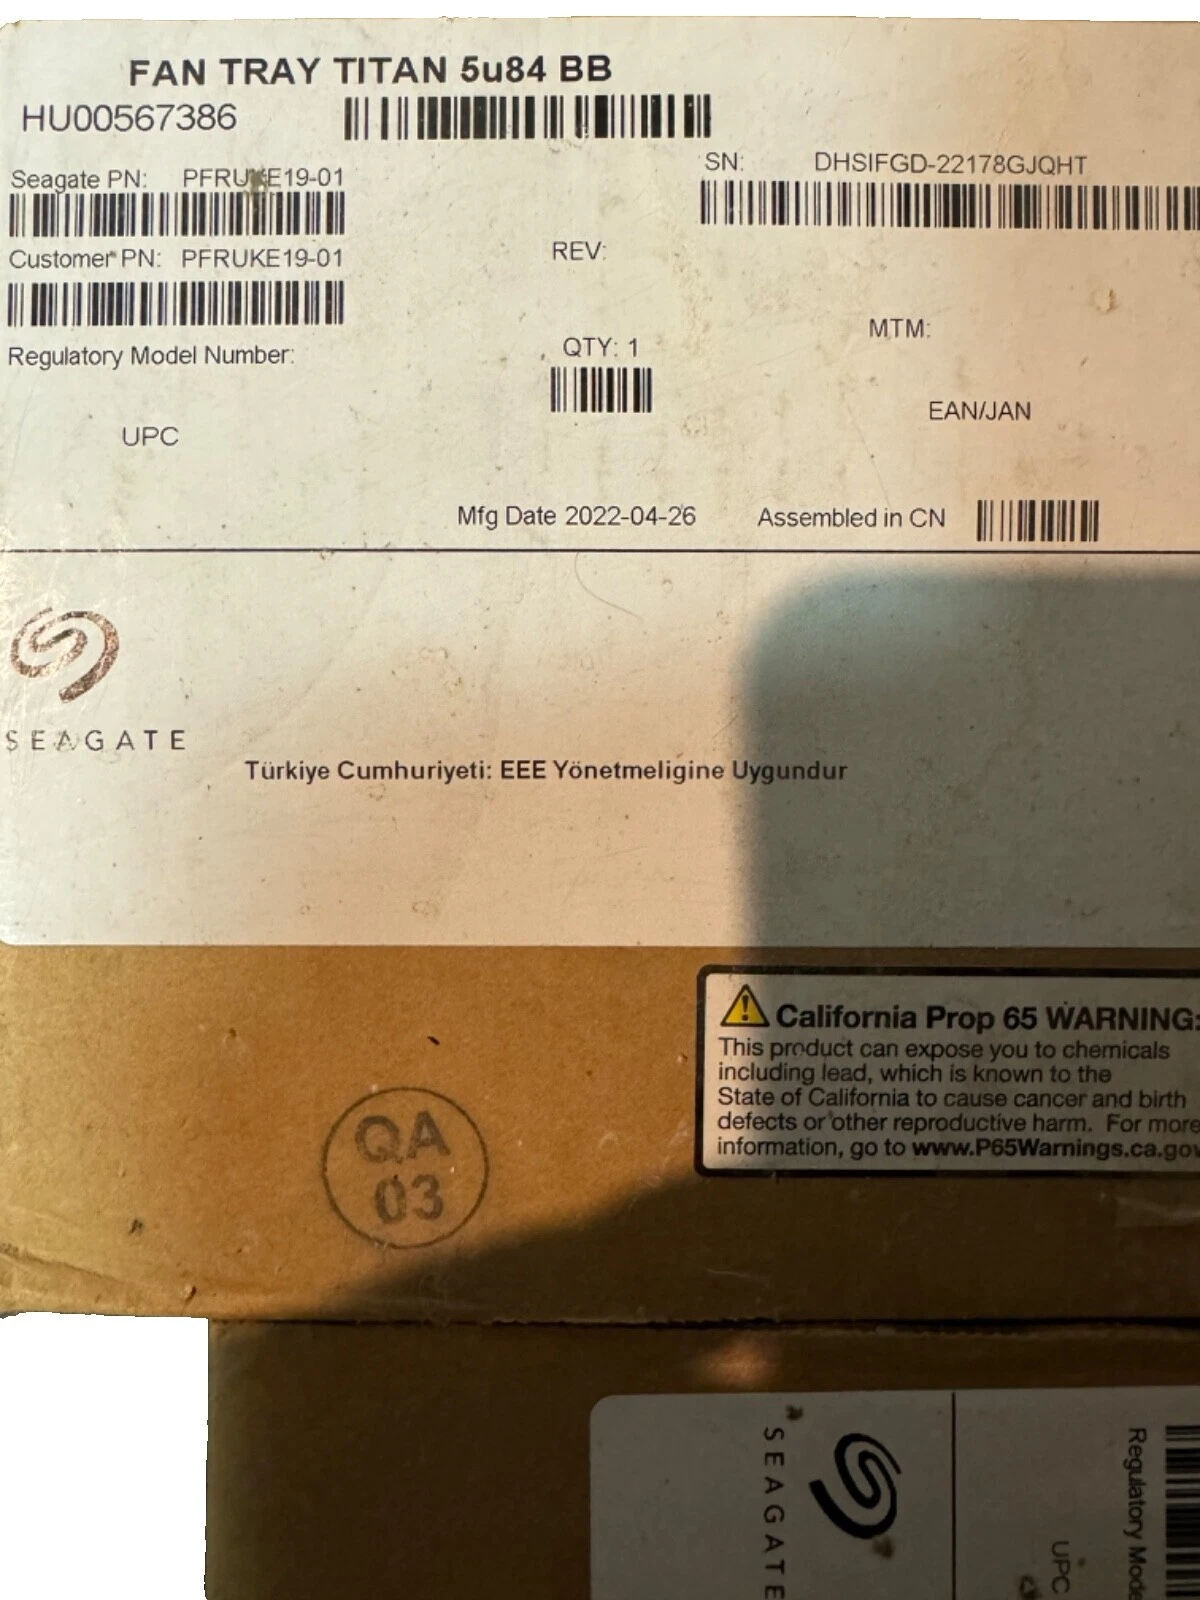 FAN TRAY TITAN 5u84 BB
HU00567386
SN: DHSIFGD-22178GJQHT
Seagate PN: PFRUKE19-01
Customer PN: PFRUKE19-01
REV:
MTM:
Regulatory Model Number:
QTY: 1
EAN/JAN
UPC
Mfg Date 2022-04-26
Assembled in CN
SEAGATE
Türkiye Cumhuriyeti: EEE Yönetmeligine Uygundur
California Prop 65 WARNING:
This product can expose you to chemicals
including lead, which is known to the
State of California to cause cancer and birth
defects or other reproductive harm. For more
information, go to www.P65Warnings.ca.gov
QA
03
SEAGATE
Regulatory Mode
UPC